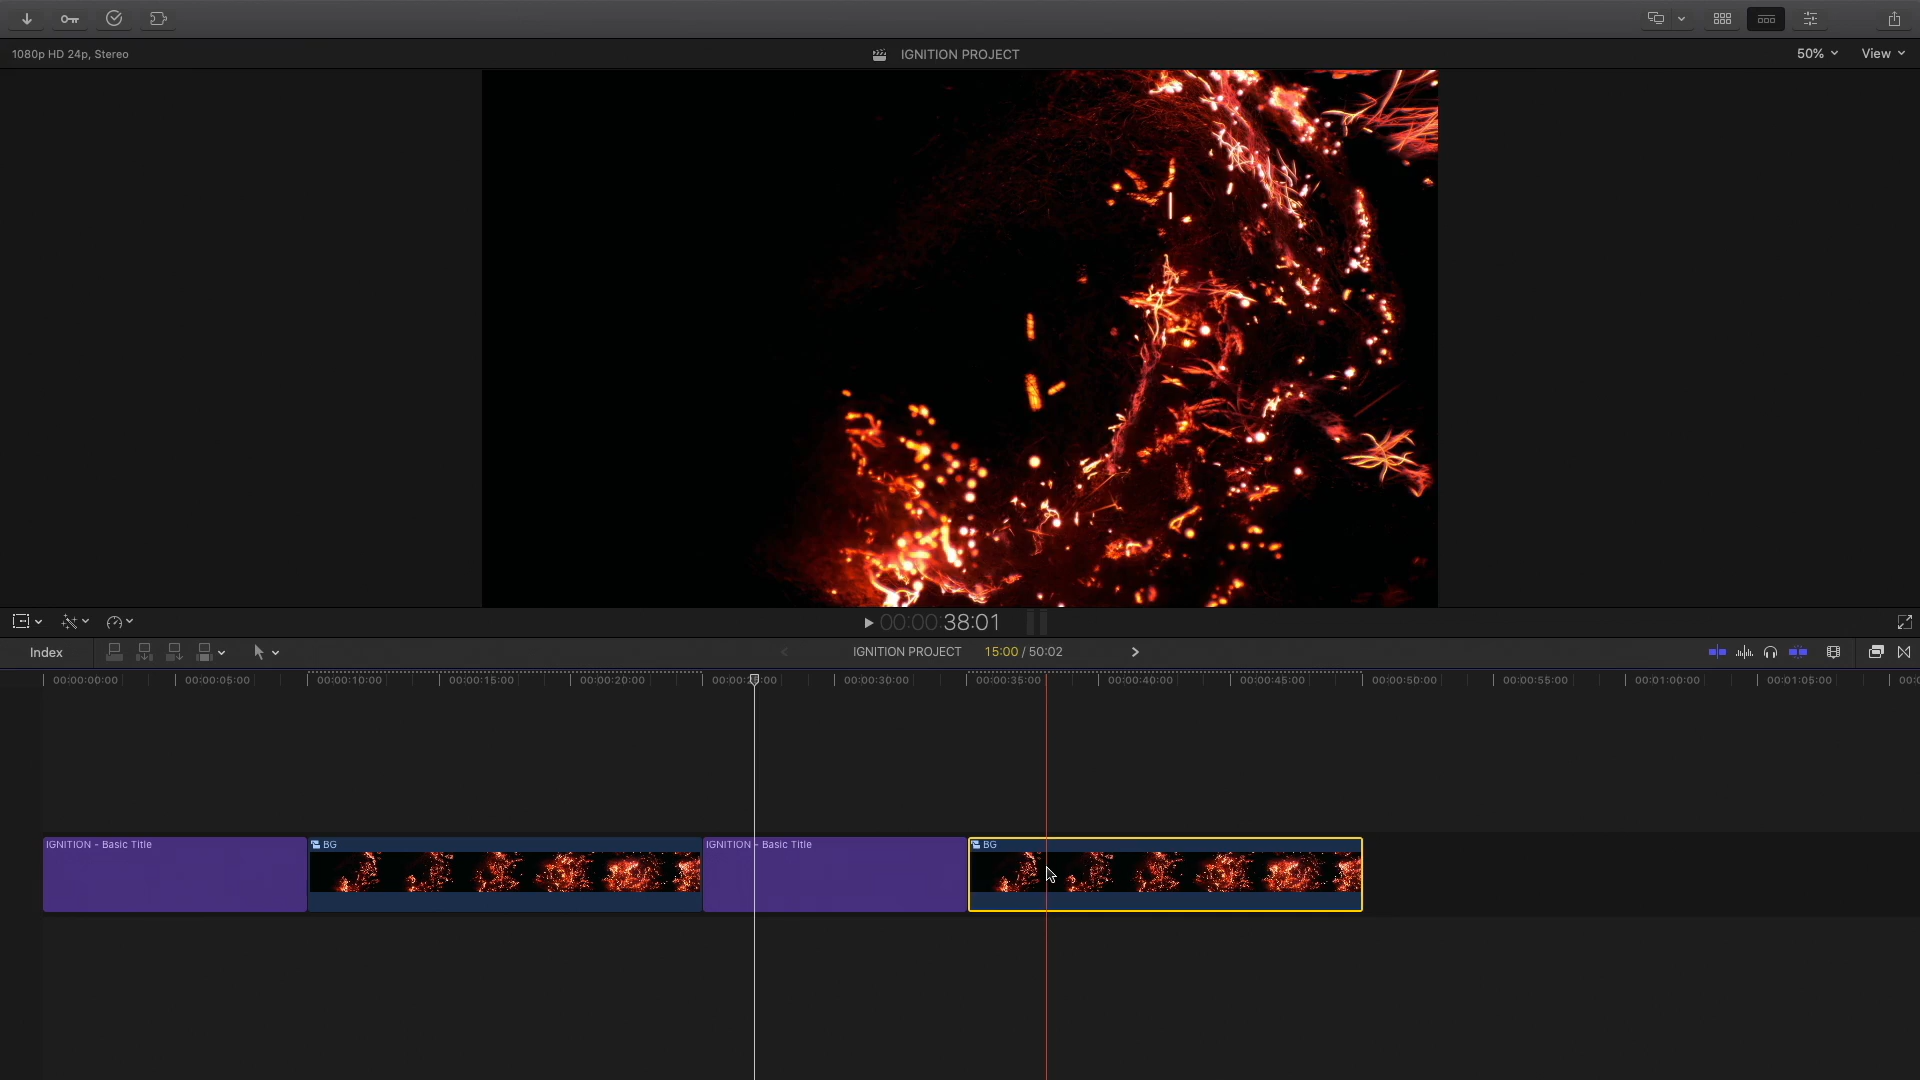 1080p HD 24p, Stereo
IGNITION PROJECT
50%
View
00:00:38:01
Index
IGNITION PROJECT
15:00 / 50:02
00:00:00:00
00:00:05:00
00:00:10:00
00:00:15:00
00:00:20:00
00:00:30:00
00:00:35:00
00:00:40:00
00:00:45:00
00:00:50:00
00:00:55:00
00:01:00:00
00:01:05:00
IGNITION - Basic Title
BG
IGNITION - Basic Title
BG